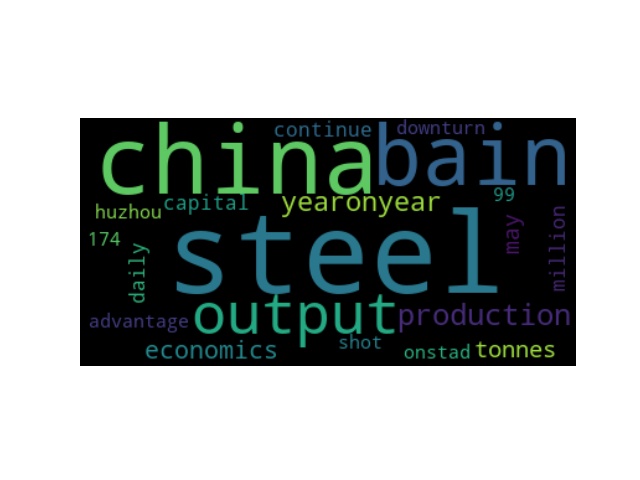 continue downturn
china bain
huzhou capital yearonyear 99
174 daily steel may million
advantage output production
economics shot onstad tonnes